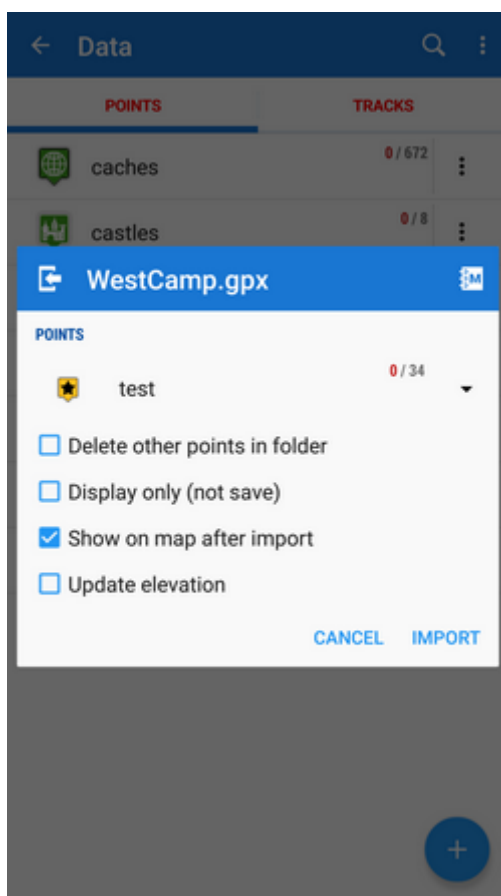 Data
POINTS TRACKS
caches 0 / 672
castles 0 / 8
WestCamp.gpx M
POINTS
test 0 / 34
Delete other points in folder
Display only (not save)
Show on map after import
Update elevation
CANCEL IMPORT